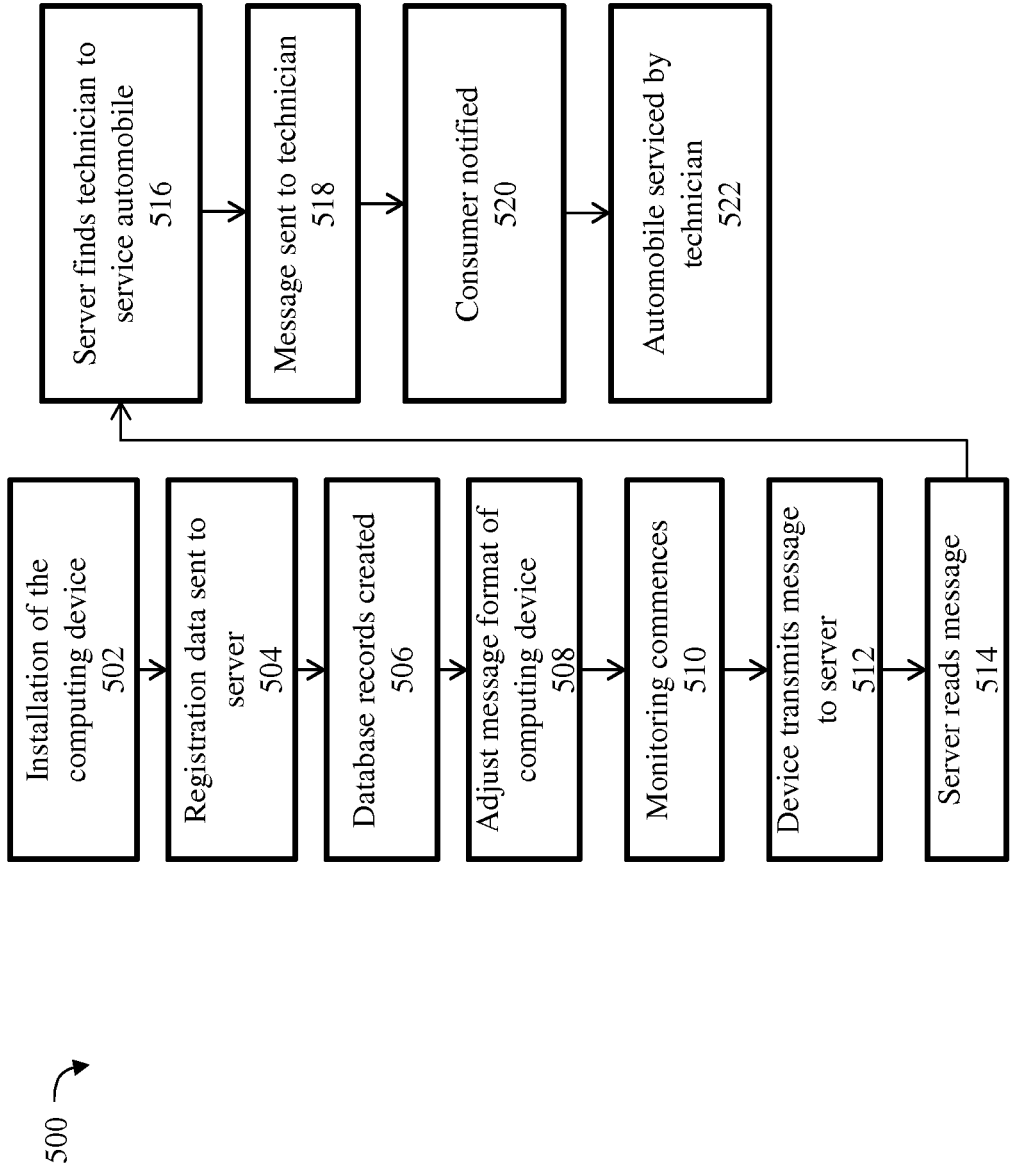 500
Installation of the
computing device
502
Registration data sent to
server
504
Database records created
506
Adjust message format of
computing device
508
Monitoring commences
510
Device transmits message
to server
512
Server reads message
514
Server finds technician to
service automobile
516
Message sent to technician
518
Consumer notified
520
Automobile serviced by
technician
522